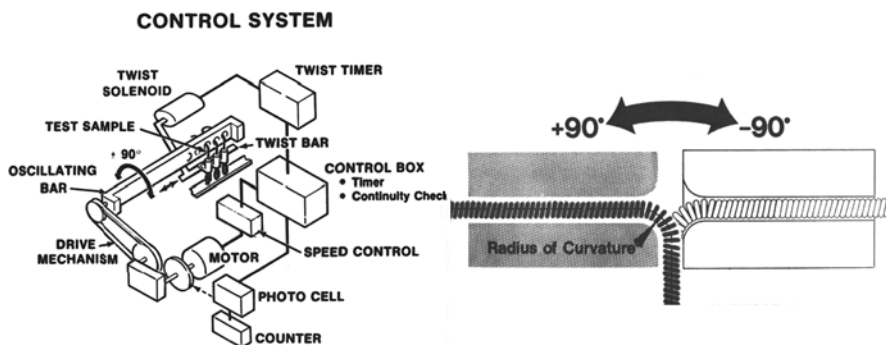 CONTROL SYSTEM
TWIST
SOLENOID
TWIST TIMER
TEST SAMPLE
+ 90°
TWIST BAR
OSCILLATING
BAR
CONTROL BOX
• Timer
• Continuity Check
DRIVE
MECHANISM
MOTOR
SPEED CONTROL
PHOTO CELL
COUNTER
+90°
-90°
Radius of Curvature